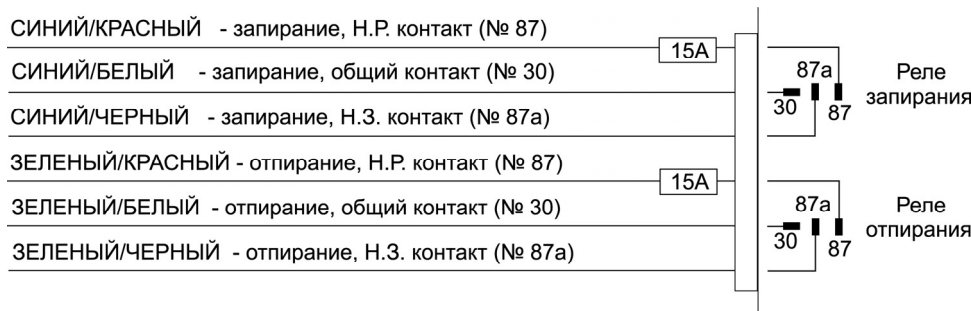 СИНИЙ/КРАСНЫЙ - запирание, Н.Р. контакт (№ 87)
15А
СИНИЙ/БЕЛЫЙ - запирание, общий контакт (№ 30)
СИНИЙ/ЧЕРНЫЙ - запирание, Н.З. контакт (№ 87а)
87а
30
87
Реле
запирания
ЗЕЛЕНЫЙ/КРАСНЫЙ - отпирание, Н.Р. контакт (№ 87)
15А
ЗЕЛЕНЫЙ/БЕЛЫЙ - отпирание, общий контакт (№ 30)
ЗЕЛЕНЫЙ/ЧЕРНЫЙ - отпирание, Н.З. контакт (№ 87а)
87а
30
87
Реле
отпирания